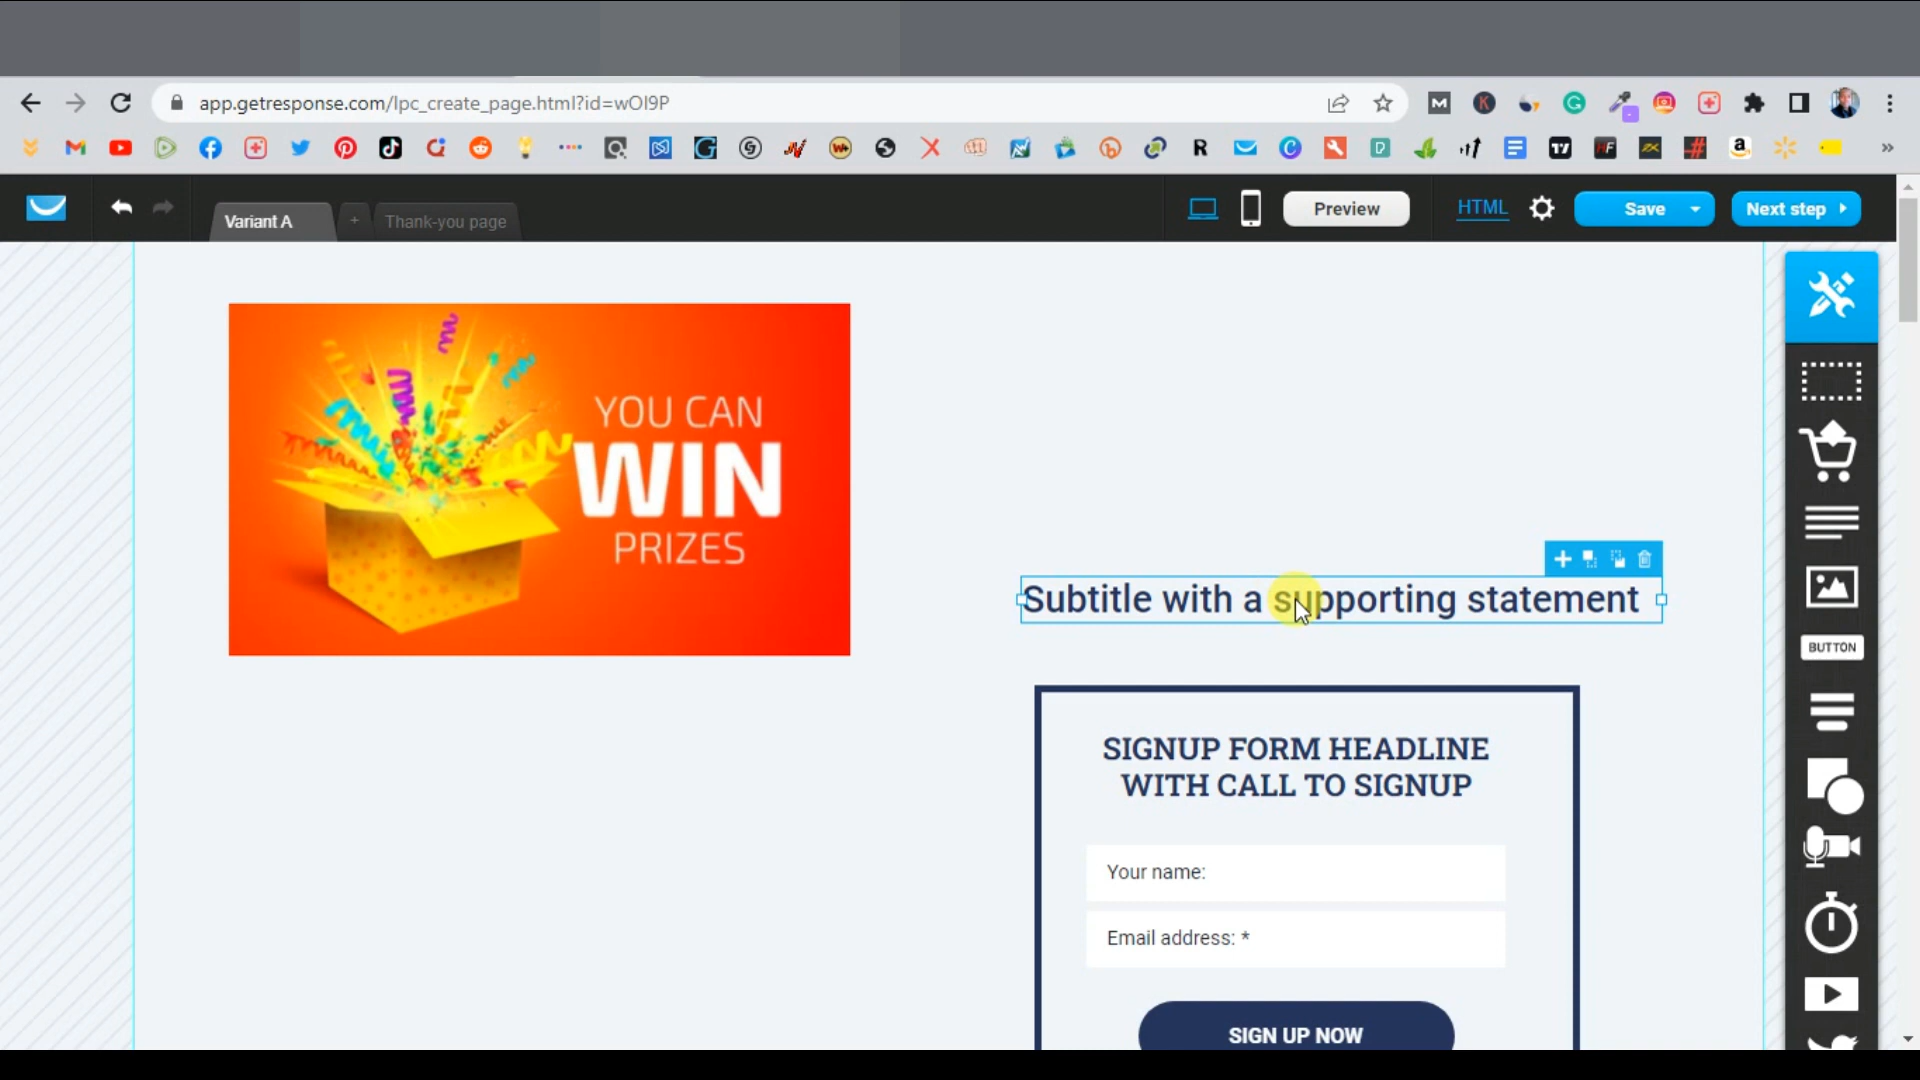 app.getresponse.com/lpc_create_page.html?id=wOI9P
Variant A
+
Thank-you page
Preview
HTML
Save
Next step
YOU CAN
WIN
PRIZES
Subtitle with a supporting statement
BUTTON
SIGNUP FORM HEADLINE
WITH CALL TO SIGNUP
Your name:
Email address: *
SIGN UP NOW